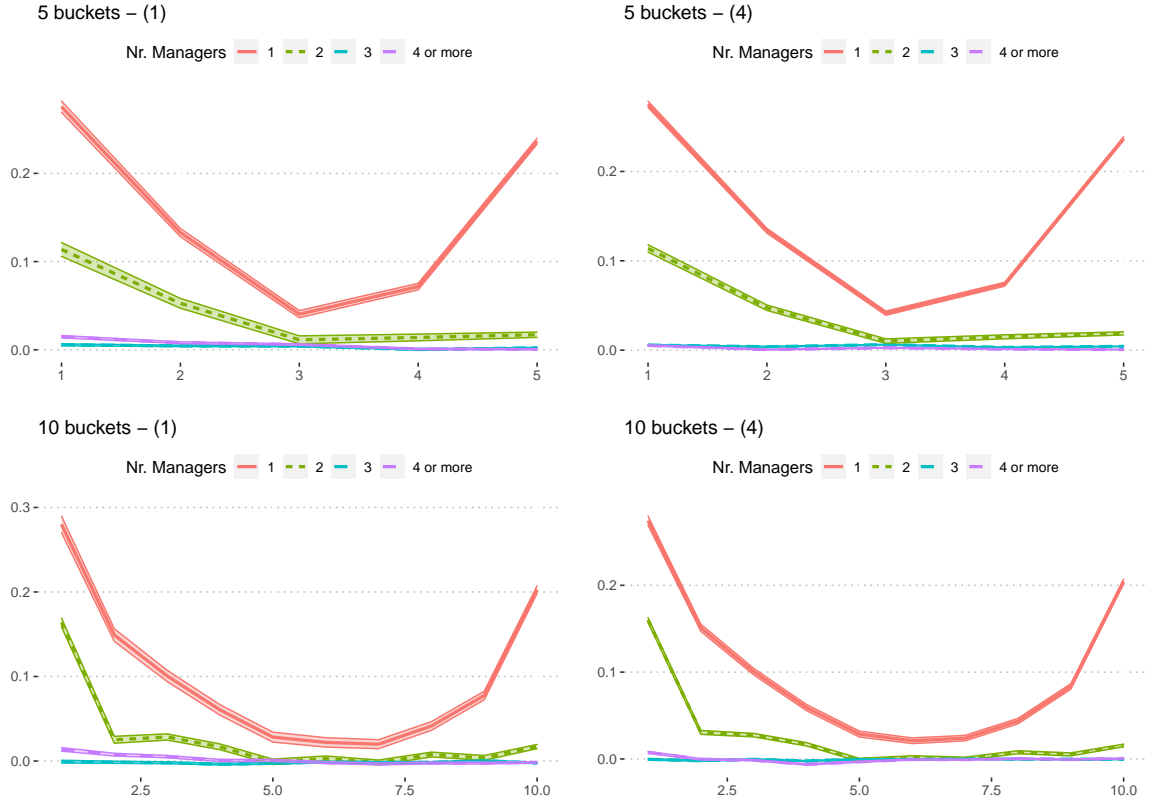 5 buckets − (1)
Nr. Managers 1 2 3 4 or more
0.2
0.1
0.0
1 2 3 4 5
5 buckets − (4)
Nr. Managers 1 2 3 4 or more
0.2
0.1
0.0
1 2 3 4 5
10 buckets − (1)
Nr. Managers 1 2 3 4 or more
0.3
0.2
0.1
0.0
2.5 5.0 7.5 10.0
10 buckets − (4)
Nr. Managers 1 2 3 4 or more
0.2
0.1
0.0
2.5 5.0 7.5 10.0